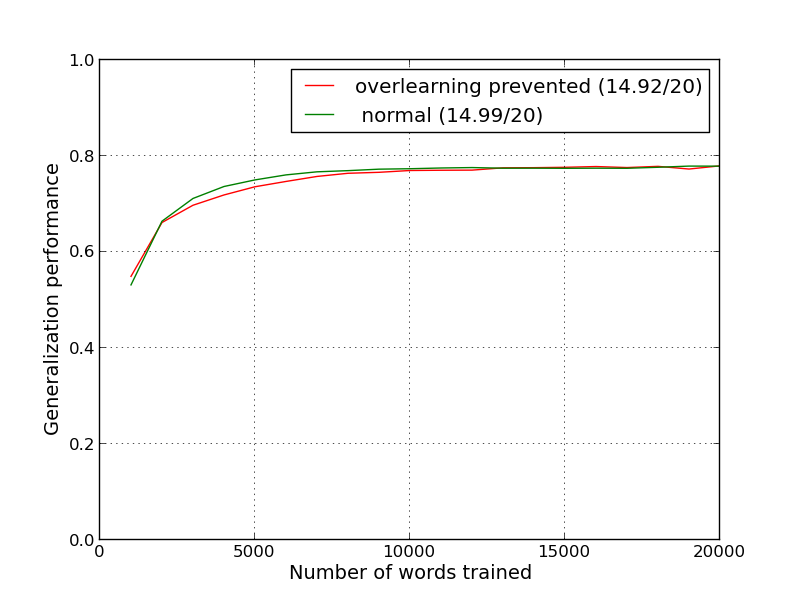 1.0
overlearning prevented (14.92/20)
normal (14.99/20)
0.8
0.6
0.4
0.2
0.0
Generalization performance
0 5000 10000 15000 20000
Number of words trained